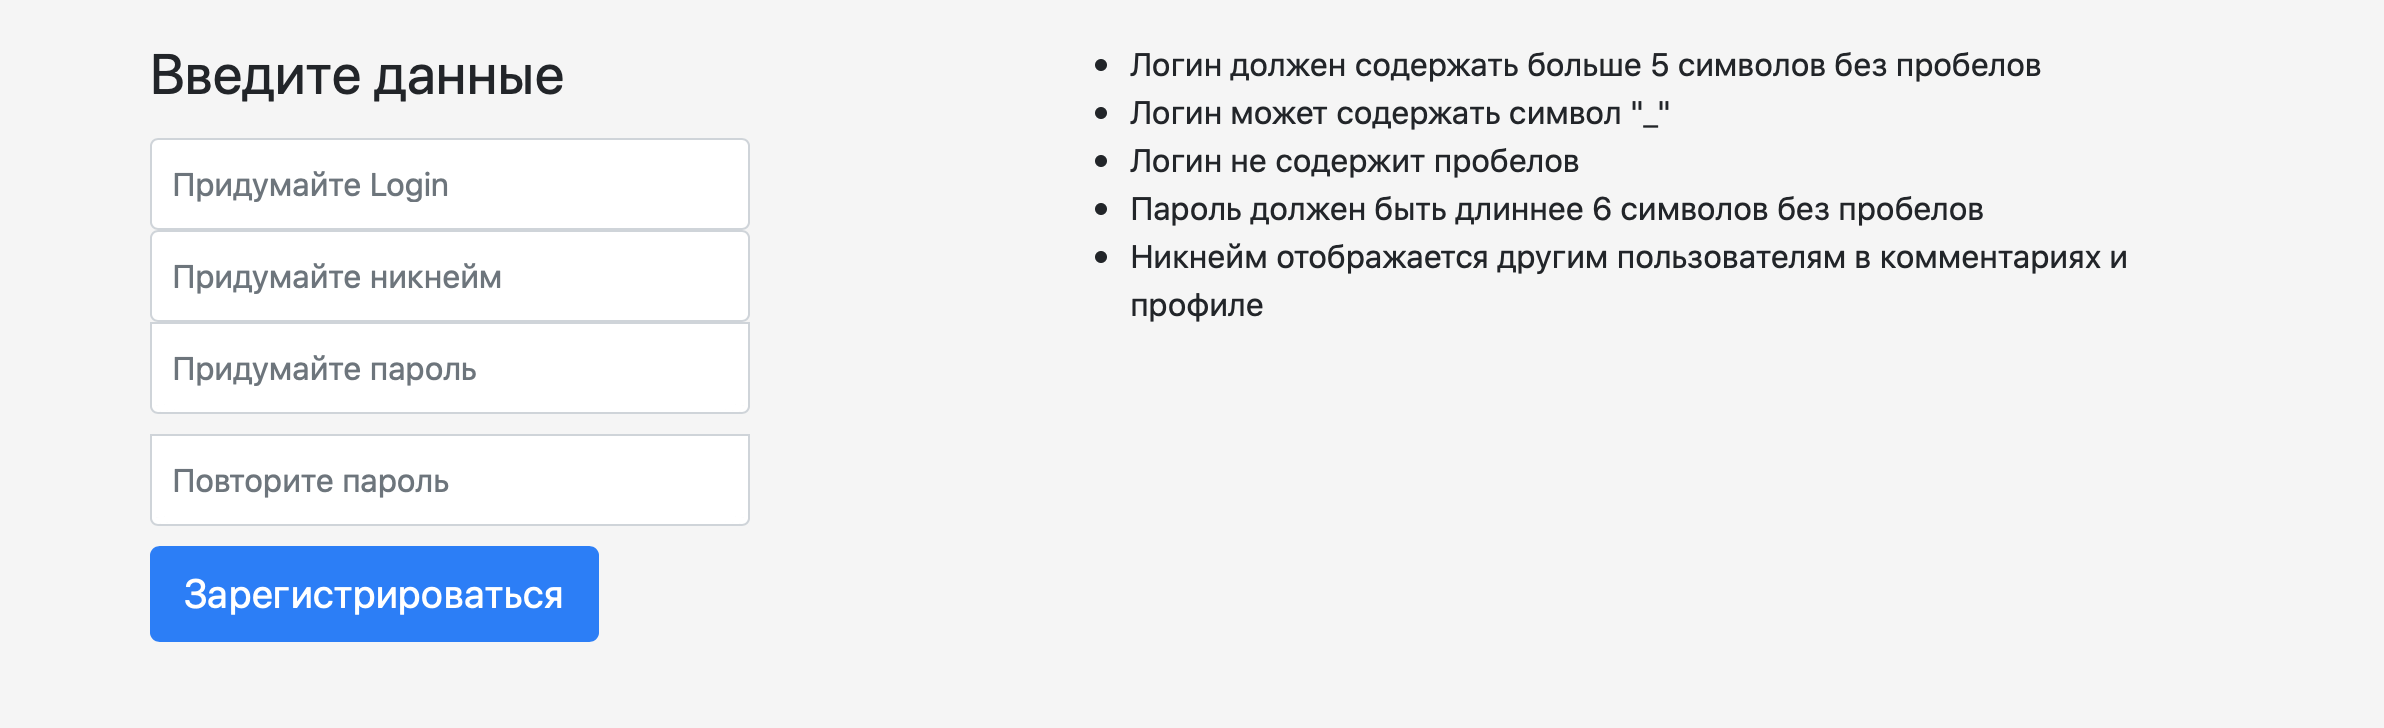 Введите данные
Придумайте Login
Придумайте никнейм
Придумайте пароль
Повторите пароль
Зарегистрироваться
Логин должен содержать больше 5 символов без пробелов
Логин может содержать символ "_"
Логин не содержит пробелов
Пароль должен быть длиннее 6 символов без пробелов
Никнейм отображается другим пользователям в комментариях и
профиле